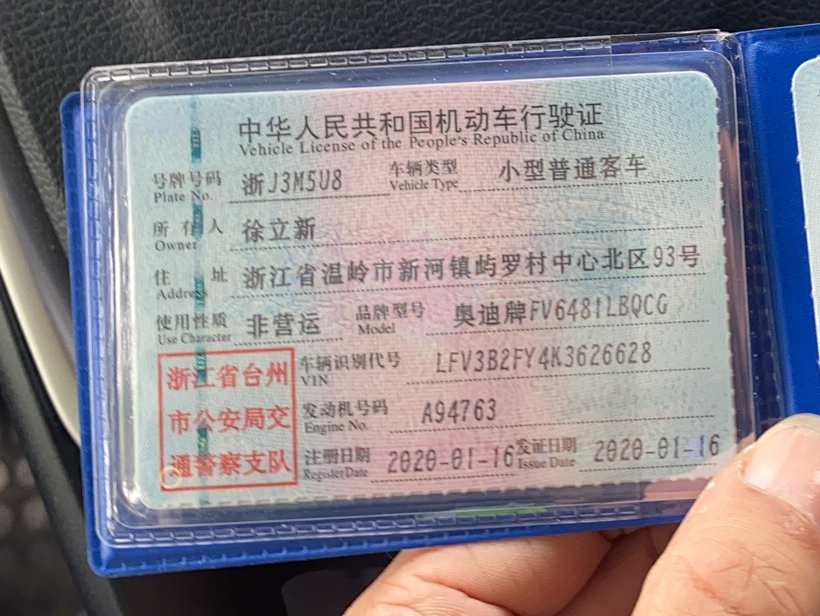 中华人民共和国机动车行驶证
Vehicle License of the People's Republic of China
号牌号码 浙J3M5U8 车辆类型 小型普通客车
Plate No. Vehicle Type
所有人 徐立新
Owner
住址 浙江省温岭市新河镇屿罗村中心北区93号
Address
使用性质 非营运 品牌型号 奥迪牌FV6481LBQCG
Use Character Model
浙江省台州
市公安局交
通警察支队
车辆识别代号 LFV3B2FY4K3626628
VIN
发动机号码 A94763
Engine No.
注册日期 2020-01-16 发证日期 2020-01-16
Register Date Issue Date